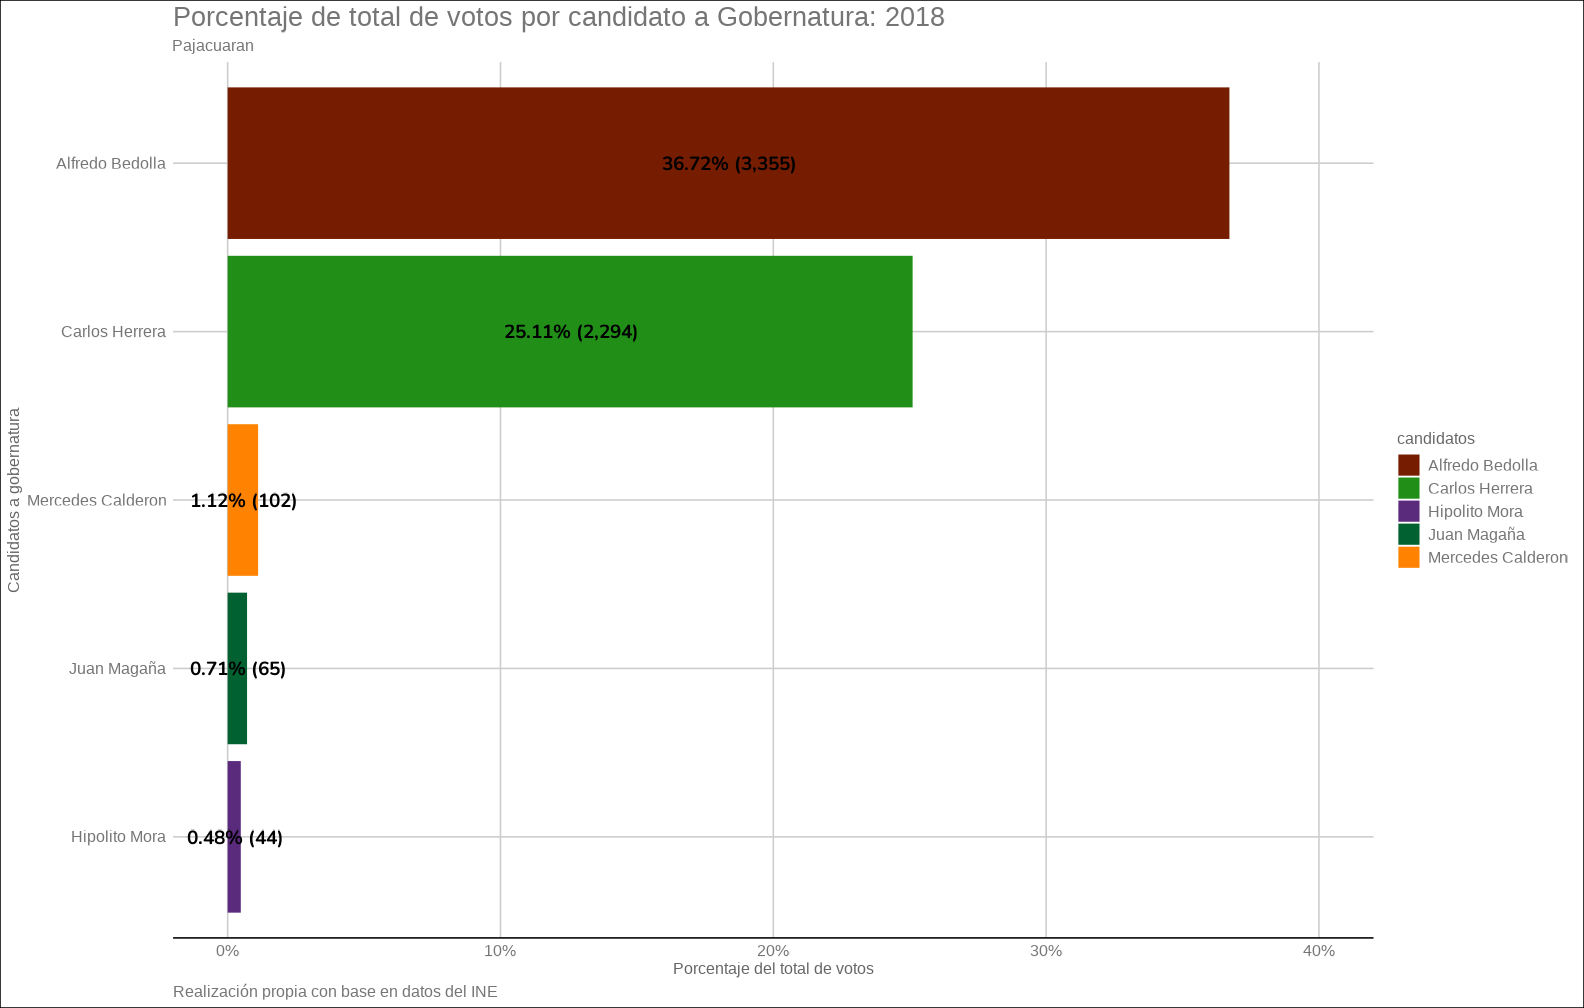 Porcentaje de total de votos por candidato a Gobernatura: 2018
Pajacuaran
Candidatos a gobernatura
Alfredo Bedolla
36.72% (3,355)
Carlos Herrera
25.11% (2,294)
Mercedes Calderon
1.12% (102)
Juan Magaña
0.71% (65)
Hipolito Mora
0.48% (44)
0%
10%
20%
30%
40%
Porcentaje del total de votos
candidatos
Alfredo Bedolla
Carlos Herrera
Hipolito Mora
Juan Magaña
Mercedes Calderon
Realización propia con base en datos del INE